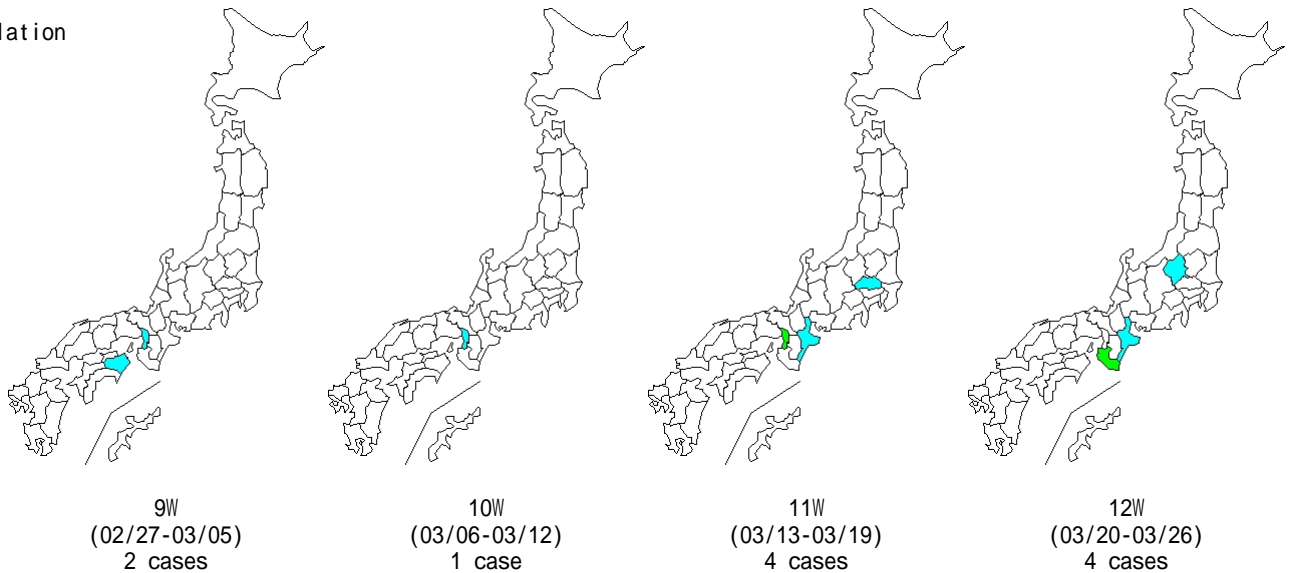 lation
9W
(02/27-03/05)
2 cases
10W
(03/06-03/12)
1 case
11W
(03/13-03/19)
4 cases
12W
(03/20-03/26)
4 cases